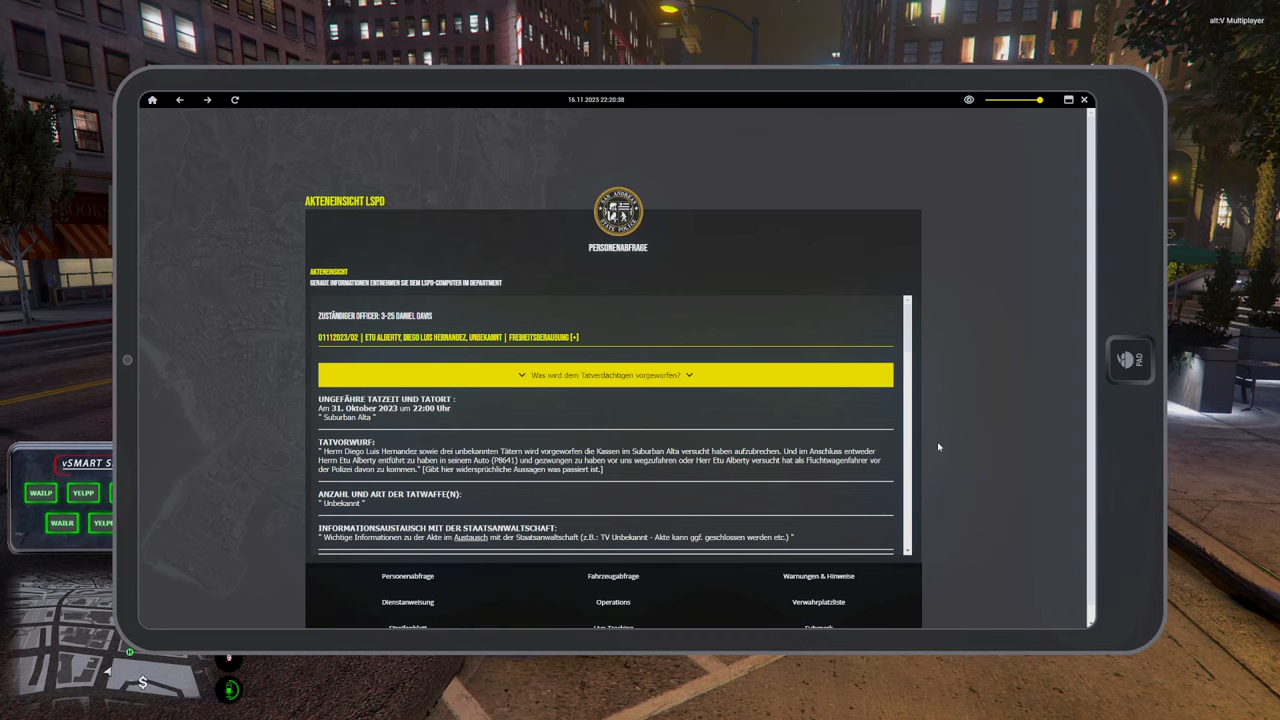 alt:V Multiplayer
16.11.2023 22:20:38
AKTENEINSICHT LSPD
SAN ANDREAS
STATE POLICE
PERSONENABFRAGE
AKTENEINSICHT
GENAUE INFORMATIONEN ENTNEHMEN SIE DEM LSPD-COMPUTER IM DEPARTMENT
ZUSTÄNDIGER OFFICER: 3-25 DANIEL DAVIS
01112023/02 | ETU ALBERTY, DIEGO LUIS HERNANDEZ, UNBEKANNT | FREIHEITSBERAUBUNG [+]
Was wird dem Tatverdächtigen vorgeworfen?
UNGEFÄHRE TATZEIT UND TATORT :
Am 31. Oktober 2023 um 22:00 Uhr
" Suburban Alta "
TATVORWURF:
" Herrn Diego Luis Hernandez sowie drei unbekannten Tätern wird vorgeworfen die Kassen im Suburban Alta versucht haben aufzubrechen. Und im Anschluss entweder
Herrn Etu Alberty entführt zu haben in seinem Auto (P8641) und gezwungen zu haben vor uns wegzufahren oder Herr Etu Alberty versucht hat als Fluchtwagenfahrer vor
der Polizei davon zu kommen." [Gibt hier widersprüchliche Aussagen was passiert ist.]
ANZAHL UND ART DER TATWAFFE(N):
" Unbekannt "
INFORMATIONSAUSTAUSCH MIT DER STAATSANWALTSCHAFT:
" Wichtige Informationen zu der Akte im Austausch mit der Staatsanwaltschaft (z.B.: TV Unbekannt - Akte kann ggf. geschlossen werden etc.) "
Personenabfrage Fahrzeugabfrage Warnungen & Hinweise
Dienstanweisung Operations Verwahrplatzliste
PAD
vSMART
WAILP YELPP
WAILR
BOOKS
H
$